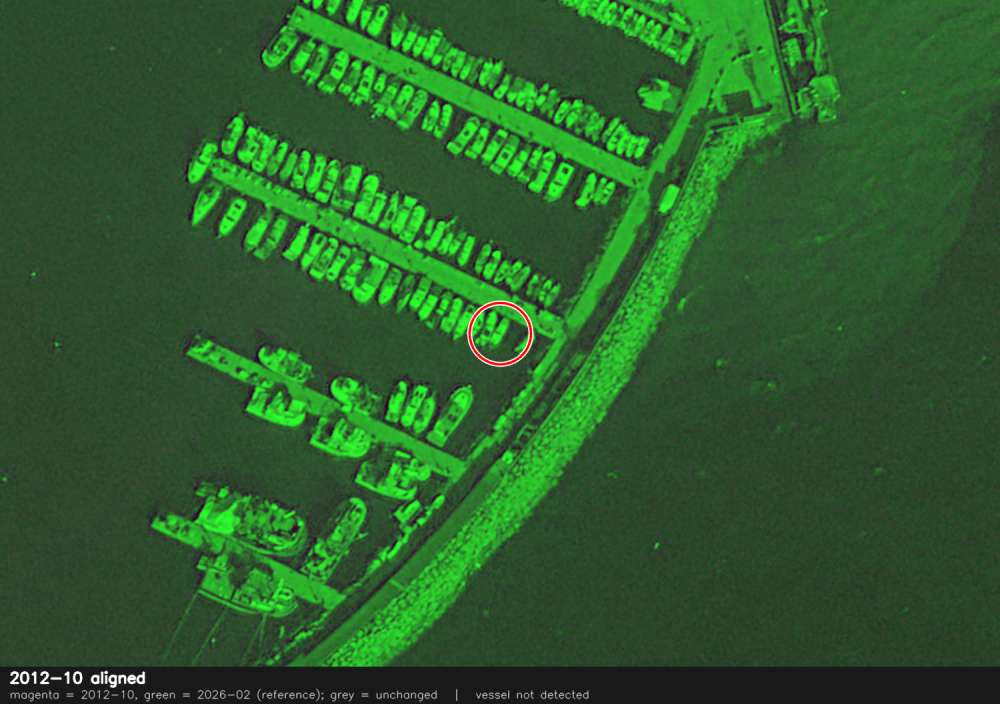 2012-10 aligned
magenta = 2012-10, green = 2026-02 (reference); grey = unchanged | vessel not detected